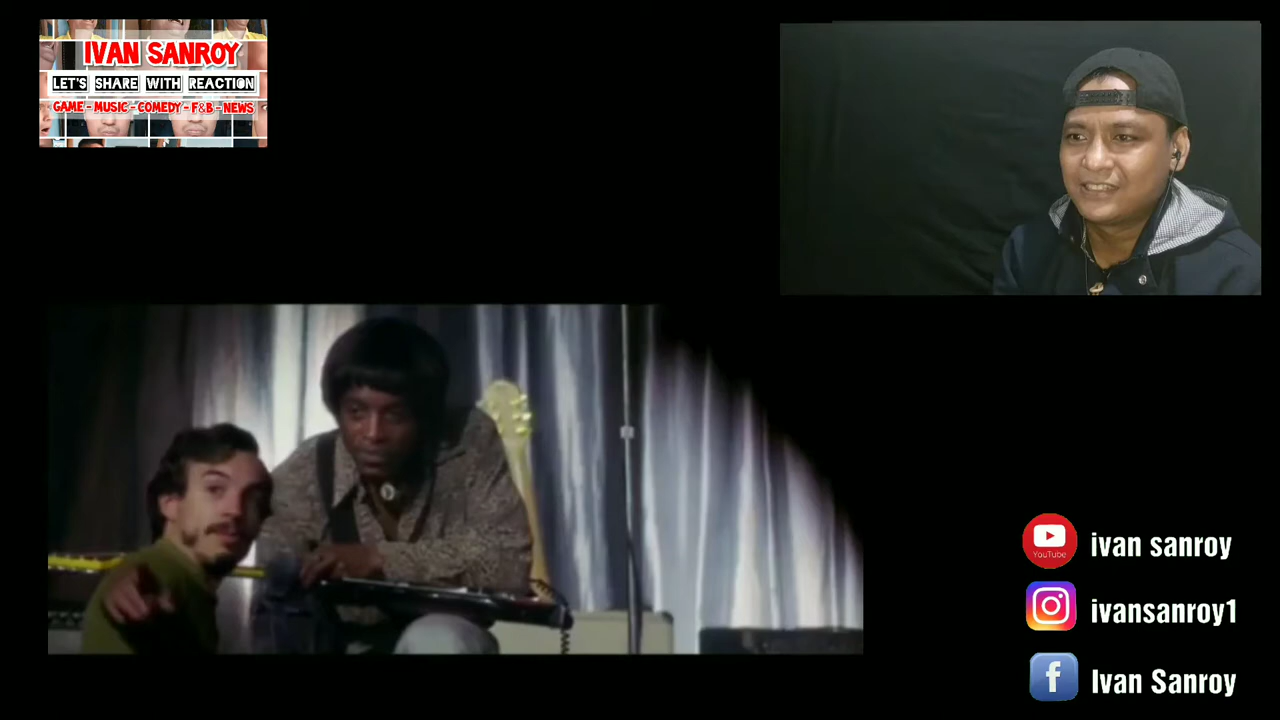 IVAN SANROY
LET'S SHARE WITH REACTION
GAME - MUSIC - COMEDY - F&B - NEWS
YouTube
ivan sanroy
ivansanroy1
f
Ivan Sanroy